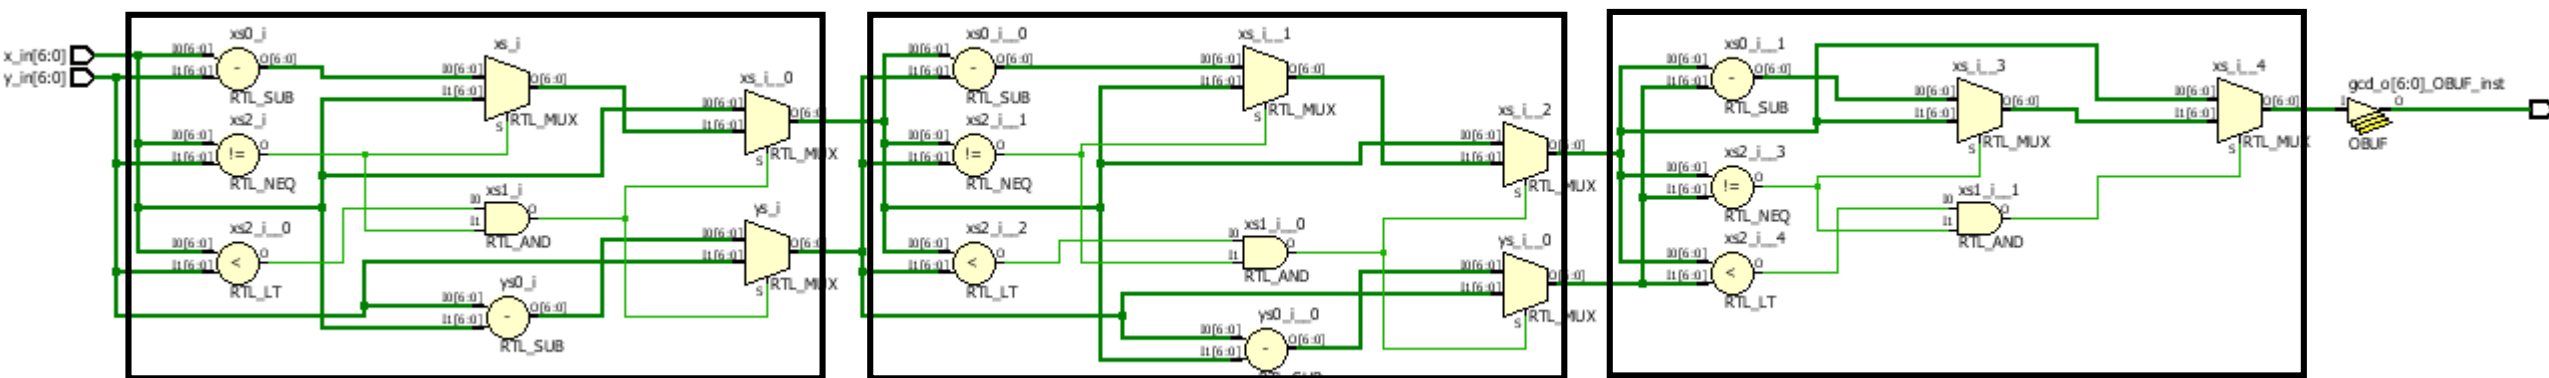 x_in[6:0]
y_in[6:0]
xs0_i
I0[6:0]
I1[6:0]
-
O[6:0]
RTL_SUB
xs_i
I0[6:0]
I1[6:0]
S
O[6:0]
RTL_MUX
xs2_i
I0[6:0]
I1[6:0]
!=
O
RTL_NEQ
xs1_i
I0
I1
O
RTL_AND
xs2_i__0
I0[6:0]
I1[6:0]
<
O
RTL_LT
ys0_i
I0[6:0]
I1[6:0]
-
O[6:0]
RTL_SUB
xs_i__0
I0[6:0]
I1[6:0]
S
O[6:0]
RTL_MUX
ys_i
I0[6:0]
I1[6:0]
S
O[6:0]
RTL_MUX
xs0_i__0
I0[6:0]
I1[6:0]
-
O[6:0]
RTL_SUB
xs_i__1
I0[6:0]
I1[6:0]
S
O[6:0]
RTL_MUX
xs2_i__1
I0[6:0]
I1[6:0]
!=
O
RTL_NEQ
xs1_i__0
I0
I1
O
RTL_AND
xs2_i__2
I0[6:0]
I1[6:0]
<
O
RTL_LT
ys0_i__0
I0[6:0]
I1[6:0]
-
O[6:0]
xs_i__2
I0[6:0]
I1[6:0]
S
O[6:0]
RTL_MUX
ys_i__0
I0[6:0]
I1[6:0]
S
O[6:0]
RTL_MUX
xs0_i__1
I0[6:0]
I1[6:0]
-
O[6:0]
RTL_SUB
xs_i__3
I0[6:0]
I1[6:0]
S
O[6:0]
RTL_MUX
xs2_i__3
I0[6:0]
I1[6:0]
!=
O
RTL_NEQ
xs1_i__1
I0
I1
O
RTL_AND
xs2_i__4
I0[6:0]
I1[6:0]
<
O
RTL_LT
xs_i__4
I0[6:0]
I1[6:0]
S
O[6:0]
RTL_MUX
gcd_o[6:0]_OBUF_inst
I
O
OBUF